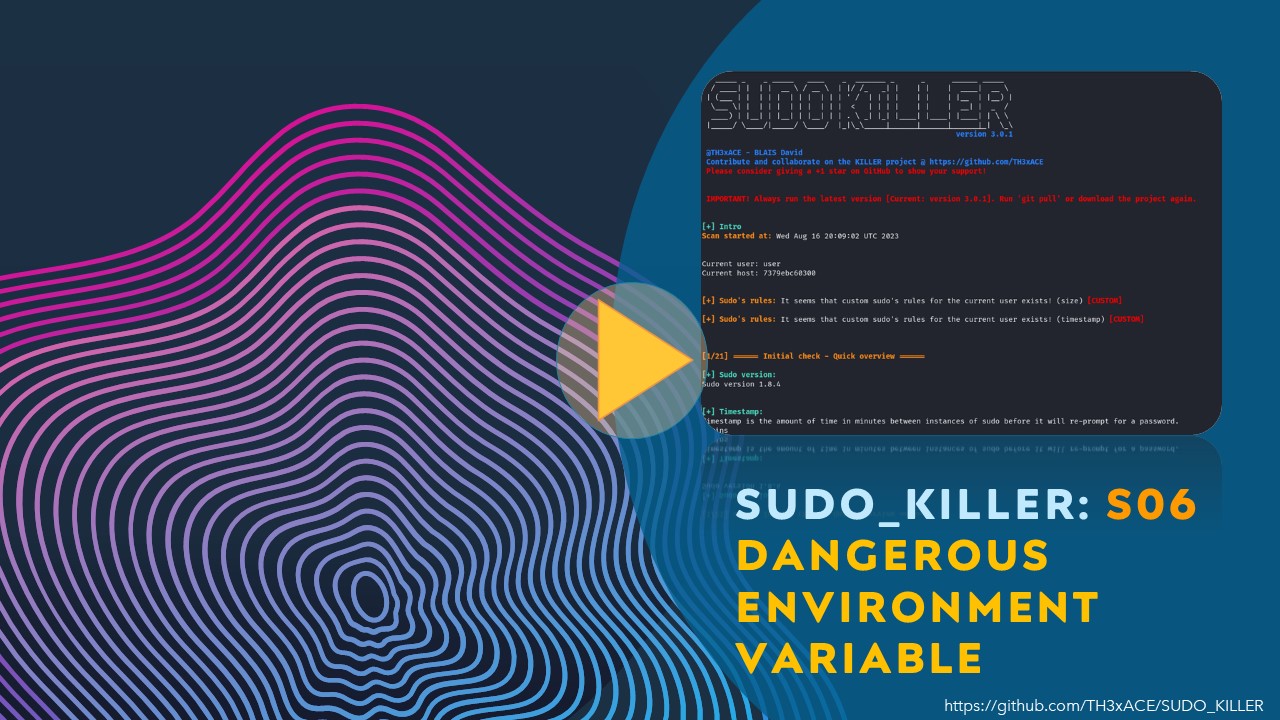 SUDOKILLER
version 3.0.1
@TH3xACE - BLAIS David
Contribute and collaborate on the KILLER project @ https://github.com/TH3xACE
Please consider giving a +1 star on GitHub to show your support!
IMPORTANT! Always run the latest version [Current: version 3.0.1]. Run 'git pull' or download the project again.
[+] Intro
Scan started at: Wed Aug 16 20:09:02 UTC 2023
Current user: user
Current host: 7379ebc60300
[+] Sudo's rules: It seems that custom sudo's rules for the current user exists! (size) [CUSTOM]
[+] Sudo's rules: It seems that custom sudo's rules for the current user exists! (timestamp) [CUSTOM]
[1/21] ====== Initial check - Quick overview ======
[+] Sudo version:
Sudo version 1.8.4
[+] Timestamp:
Timestamp is the amount of time in minutes between instances of sudo before it will re-prompt for a password.
SUDO_KILLER: S06
DANGEROUS
ENVIRONMENT
VARIABLE
https://github.com/TH3xACE/SUDO_KILLER